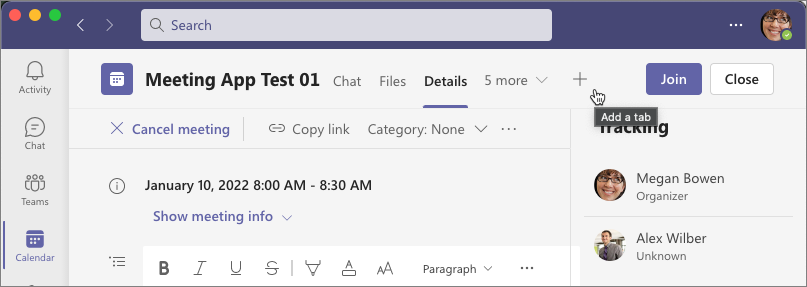 Search
Activity
Chat
Teams
Calendar
Meeting App Test 01 Chat Files Details 5 more Join Close
Add a tab
Cancel meeting Copy link Category: None ...
January 10, 2022 8:00 AM - 8:30 AM
Show meeting info
B I U S A AA Paragraph ...
Tracking
Megan Bowen
Organizer
Alex Wilber
Unknown